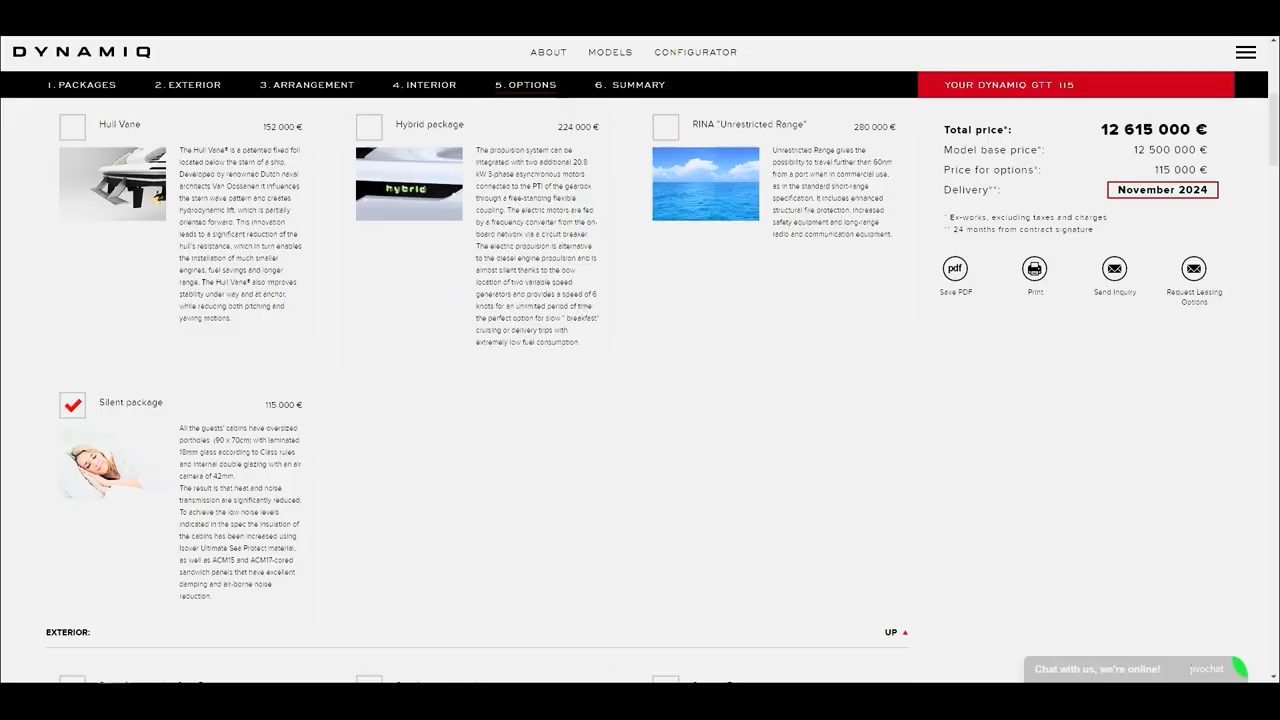 DYNAMIQ
ABOUT MODELS CONFIGURATOR
1. PACKAGES 2. EXTERIOR 3. ARRANGEMENT 4. INTERIOR 5. OPTIONS 6. SUMMARY
YOUR DYNAMIQ GTT 115
Hull Vane 152 000 €
The Hull Vane® is a patented fixed foil
located below the stern of a ship.
Developed by renowned Dutch naval
architects Van Oossanen it influences
the stern wave pattern and creates
hydrodynamic lift, which is partially
oriented forward. This innovation
leads to a significant reduction of the
hull's resistance, which in turn enables
the installation of much smaller
engines, fuel savings and longer
range. The Hull Vane® also improves
stability under way and at anchor,
while reducing both pitching and
yawing motions.
Hybrid package 224 000 €
hybrid
The propulsion system can be
integrated with two additional 20.8
kW 3-phase asynchronous motors
connected to the PTI of the gearbox
through a free-standing flexible
coupling. The electric motors are fed
by a frequency converter from the on-
board network via a circuit breaker.
The electric propulsion is alternative
to the diesel engine propulsion and is
almost silent thanks to the bow
location of two variable speed
generators and provides a speed of 6
knots for an unlimited period of time:
the perfect option for slow " breakfast"
cruising or delivery trips with
extremely low fuel consumption.
RINA "Unrestricted Range" 280 000 €
Unrestricted Range gives the
possibility to travel further than 60nm
from a port when in commercial use,
as in the standard short-range
specification. It includes enhanced
structural fire protection, increased
safety equipment and long-range
radio and communication equipment.
Total price*: 12 615 000 €
Model base price*: 12 500 000 €
Price for options*: 115 000 €
Delivery**: November 2024
* Ex-works, excluding taxes and charges
** 24 months from contract signature
pdf
Save PDF Print Send Inquiry Request Leasing
Options
Silent package 115 000 €
All the guests' cabins have oversized
portholes (90 x 70cm) with laminated
18mm glass according to Class rules
and internal double glazing with an air
camera of 42mm.
The result is that heat and noise
transmission are significantly reduced.
To achieve the low noise levels
indicated in the spec the insulation of
the cabins has been increased using
Isover Ultimate Sea Protect material,
as well as ACM15 and ACM17-cored
sandwich panels that have excellent
damping and air-borne noise
reduction.
EXTERIOR: UP
Chat with us, we're online! jivochat